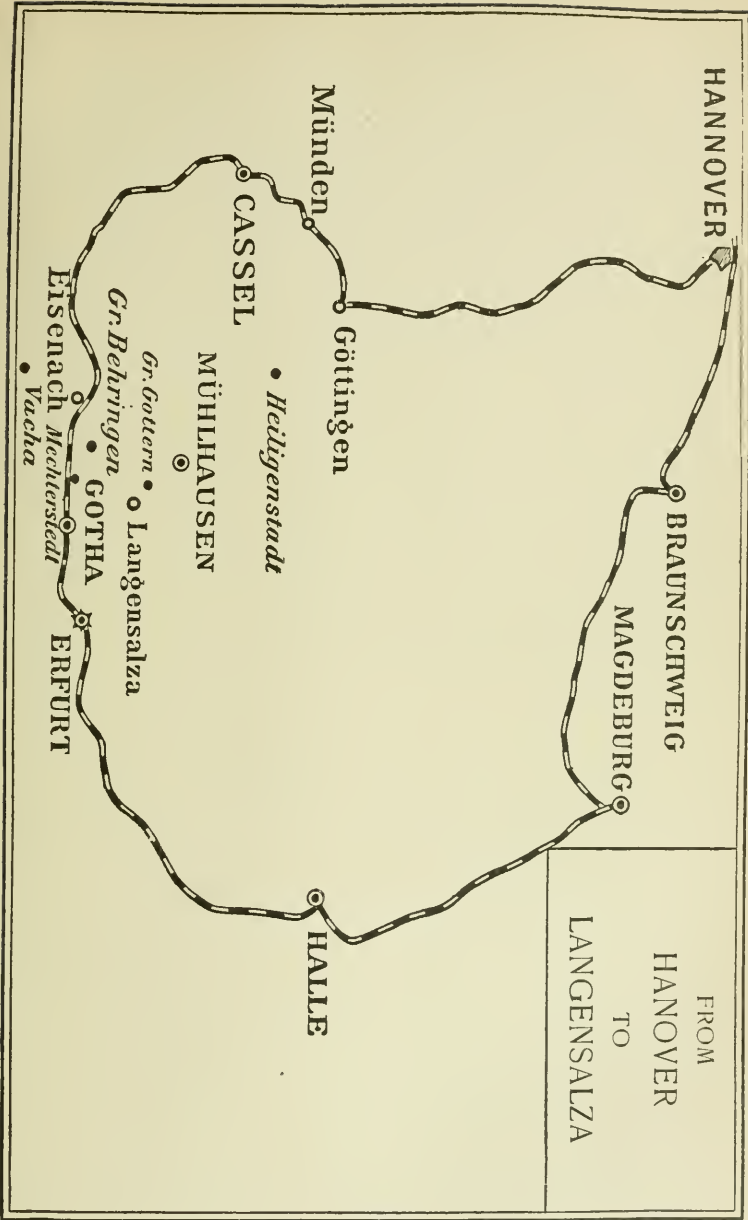 HANNOVER
BRAUNSCHWEIG
MAGDEBURG
FROM
HANOVER
TO
LANGENSALZA
Münden
Göttingen
HALLE
Heiligenstadt
CASSEL
MÜHLHAUSEN
Gr. Gottern
Langensalza
Gr. Behringen
GOTHA
ERFURT
Eisenach
Mechterstedt
Vacha